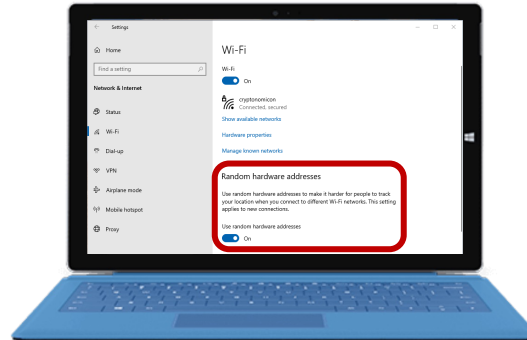 Settings
Home
Find a setting
Network & Internet
Status
Wi-Fi
Dial-up
VPN
Airplane mode
Mobile hotspot
Proxy
Wi-Fi
Wi-Fi
On
cryptonomicon
Connected, secured
Show available networks
Hardware properties
Manage known networks
Random hardware addresses
Use random hardware addresses to make it harder for people to track
your location when you connect to different Wi-Fi networks. This setting
applies to new connections.
Use random hardware addresses
On